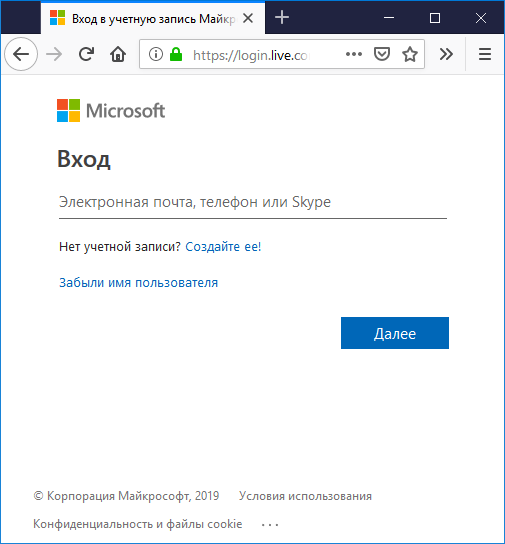 Вход в учетную запись Майкр
https://login.live.co
Microsoft
Вход
Электронная почта, телефон или Skype
Нет учетной записи? Создайте ее!
Забыли имя пользователя
Далее
© Корпорация Майкрософт, 2019 Условия использования
Конфиденциальность и файлы cookie ...